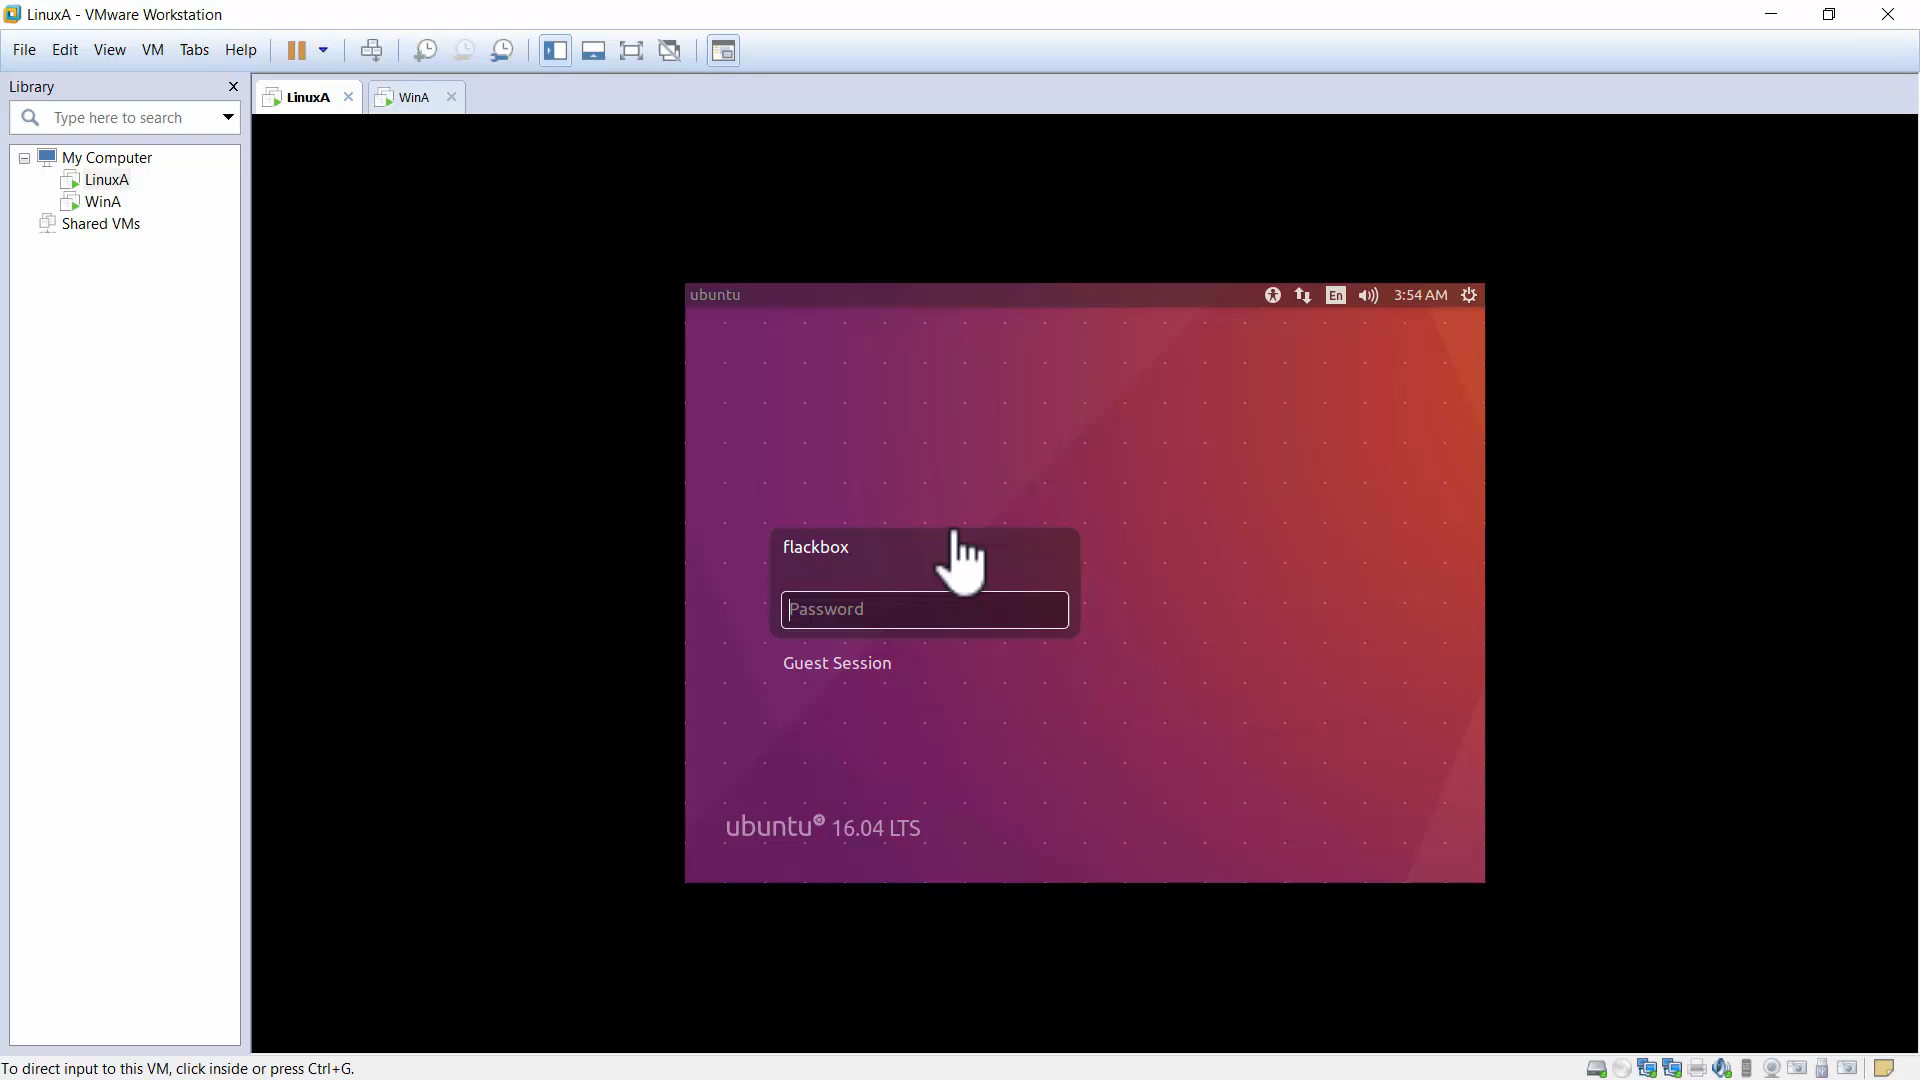 LinuxA - VMware Workstation
File Edit View VM Tabs Help
Library
LinuxA WinA
Type here to search
My Computer
LinuxA
WinA
Shared VMs
ubuntu En 3:54 AM
flackbox
Password
Guest Session
ubuntu 16.04 LTS
To direct input to this VM, click inside or press Ctrl+G.